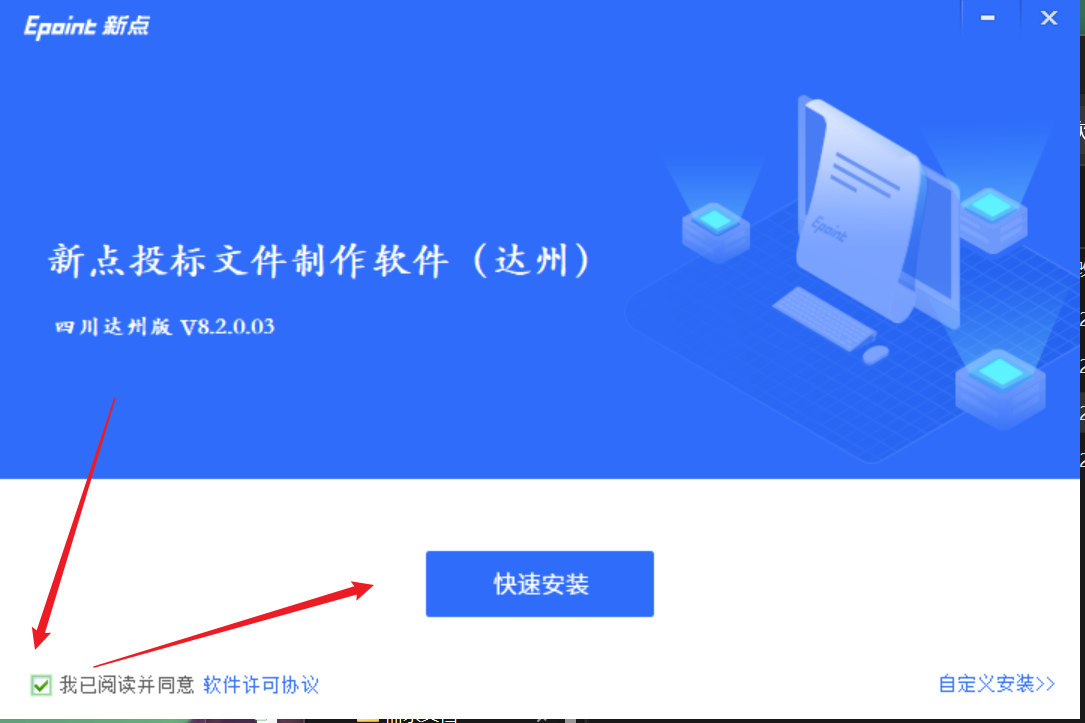 Epoint 新点
Epoint
新点投标文件制作软件（达州）
四川达州版 V8.2.0.03
快速安装
我已阅读并同意 软件许可协议
自定义安装>>